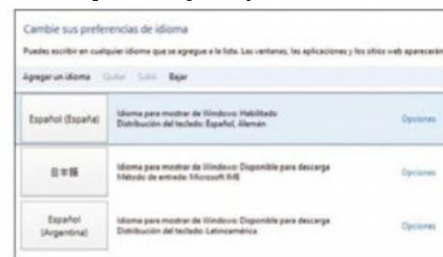 Cambie sus preferencias de idioma
Puedes escribir en cualquier idioma que se agregue a la lista. Las ventanas, las aplicaciones y los sitios web aparecerán
Agregar un idioma Quitar Subir Bajar
Español (España)
Idioma para mostrar de Windows: Habilitado
Distribución del teclado: Español, Alemán
Opciones
日本語
Idioma para mostrar de Windows: Disponible para descarga
Método de entrada: Microsoft IME
Opciones
Español
(Argentina)
Idioma para mostrar de Windows: Disponible para descarga
Distribución del teclado: Latinoamérica
Opciones